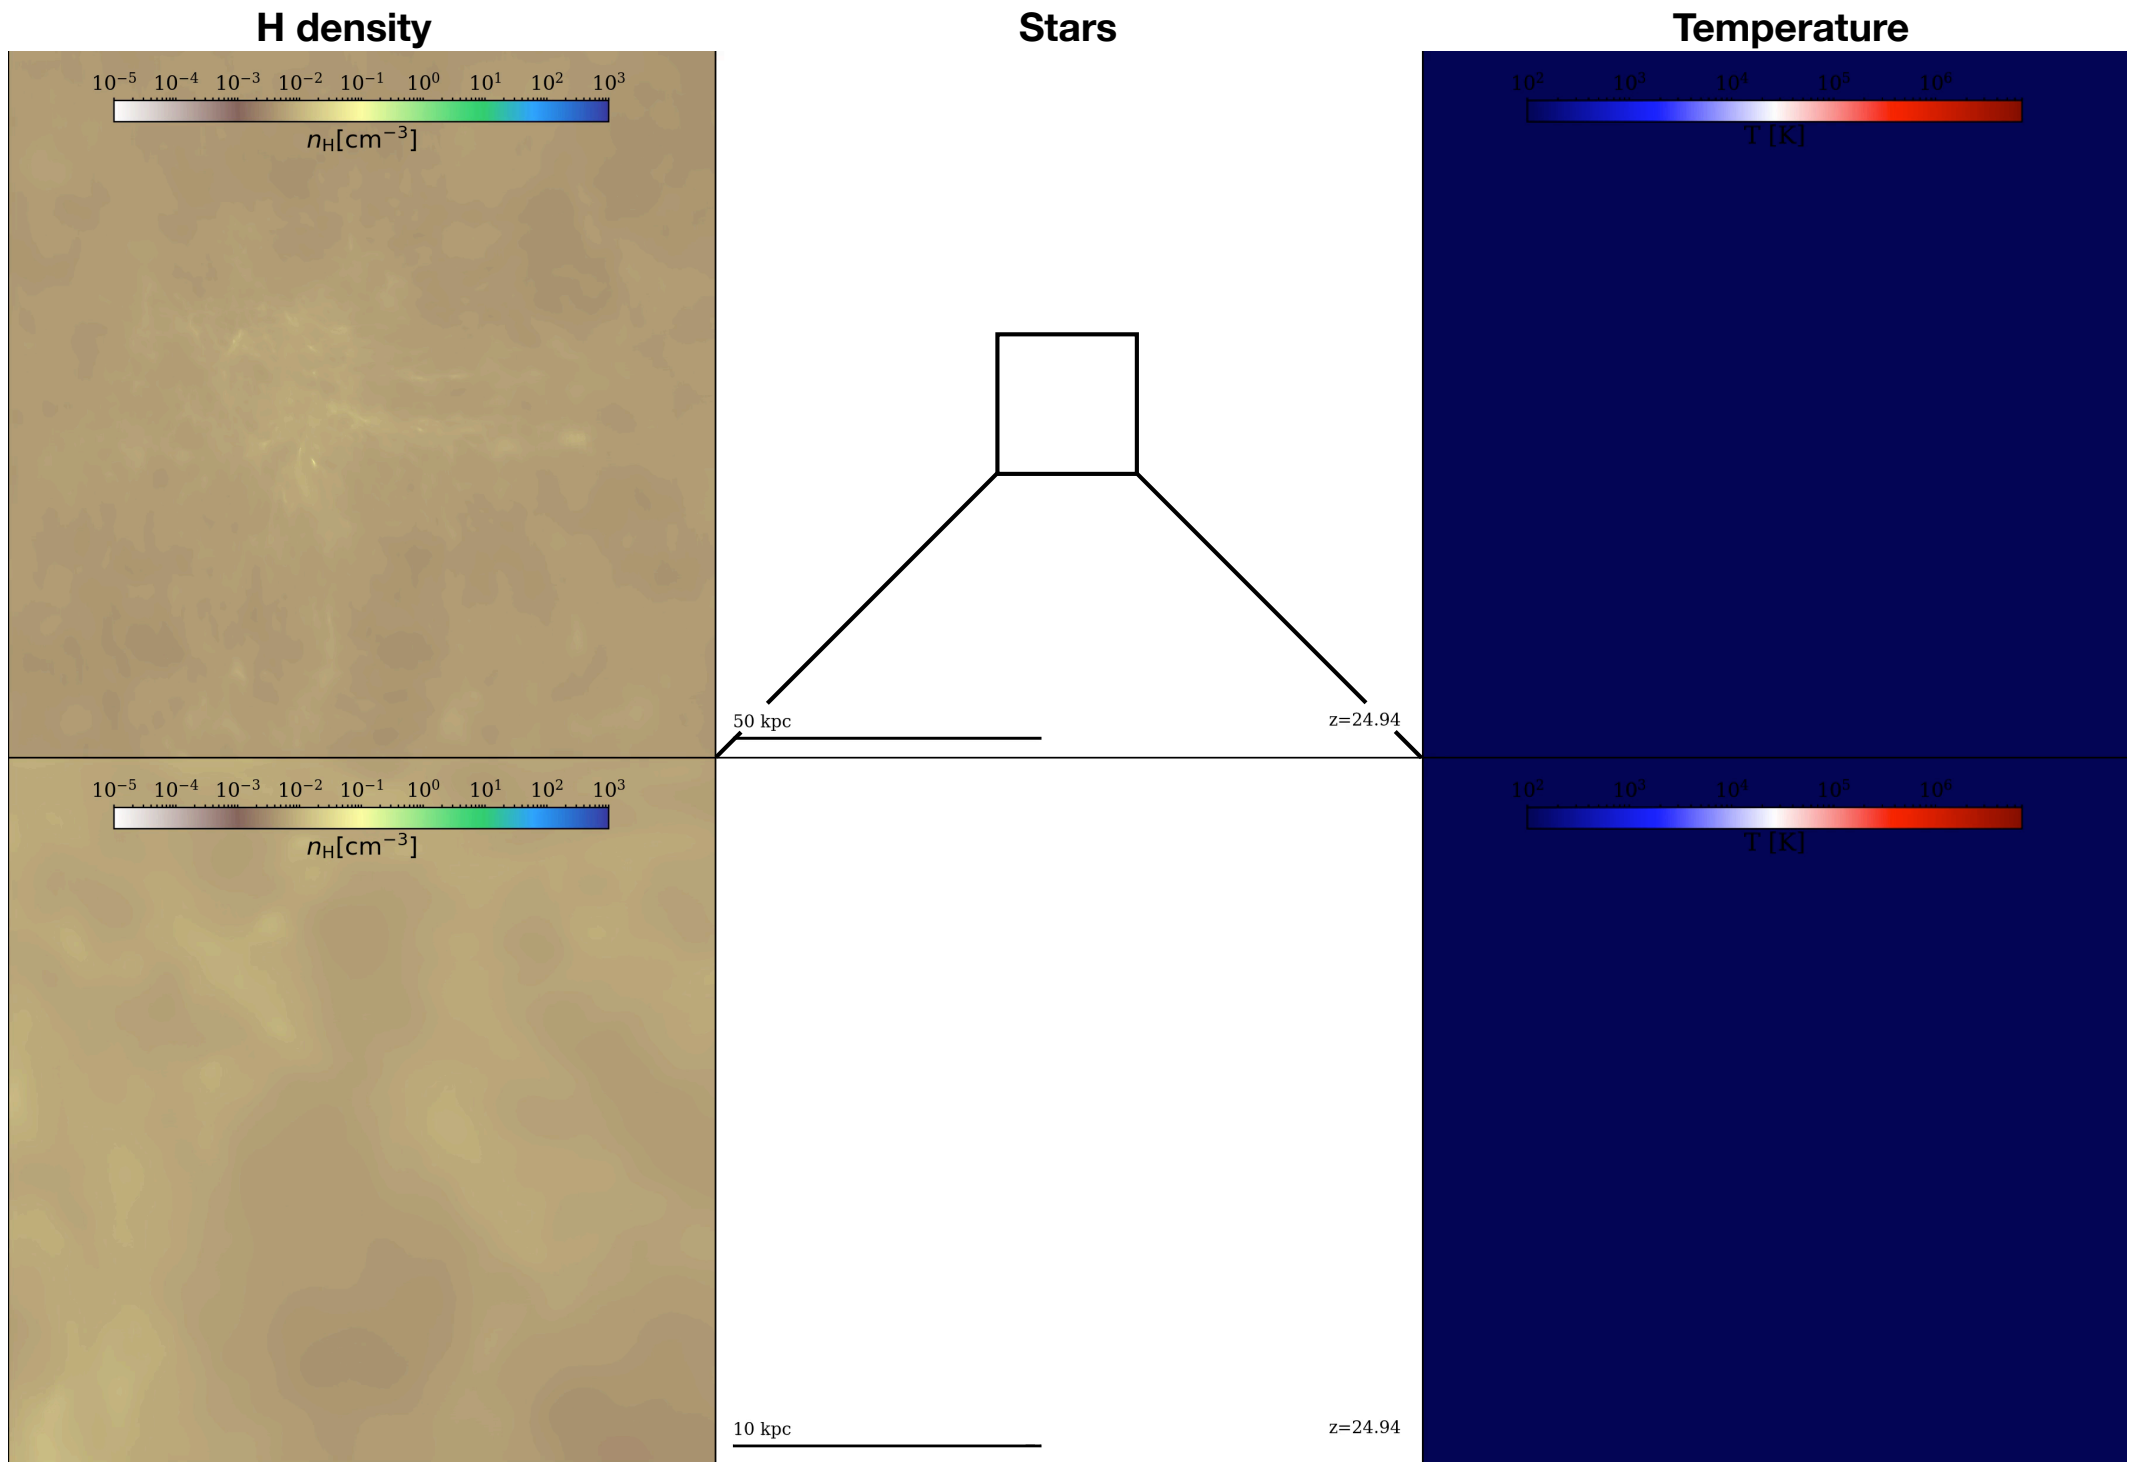 H density Stars Temperature
10⁻⁵ 10⁻⁴ 10⁻³ 10⁻² 10⁻¹ 10⁰ 10¹ 10² 10³
n_H[cm⁻³]
10² 10³ 10⁴ 10⁵ 10⁶
T [K]
50 kpc z=24.94
10⁻⁵ 10⁻⁴ 10⁻³ 10⁻² 10⁻¹ 10⁰ 10¹ 10² 10³
n_H[cm⁻³]
10² 10³ 10⁴ 10⁵ 10⁶
T [K]
10 kpc z=24.94